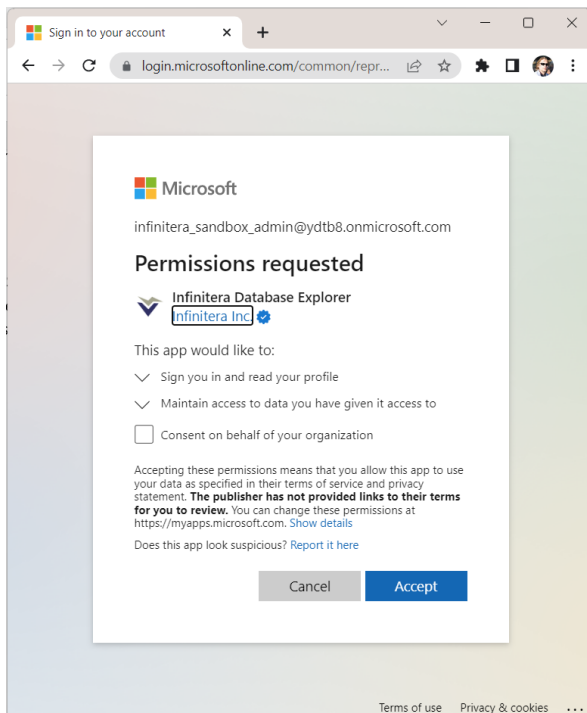 Sign in to your account
login.microsoftonline.com/common/repr...
Microsoft
infinitera_sandbox_admin@ydtb8.onmicrosoft.com
Permissions requested
Infinitera Database Explorer
Infinitera Inc.
This app would like to:
Sign you in and read your profile
Maintain access to data you have given it access to
Consent on behalf of your organization
Accepting these permissions means that you allow this app to use
your data as specified in their terms of service and privacy
statement. The publisher has not provided links to their terms
for you to review. You can change these permissions at
https://myapps.microsoft.com. Show details
Does this app look suspicious? Report it here
Cancel Accept
Terms of use Privacy & cookies ...